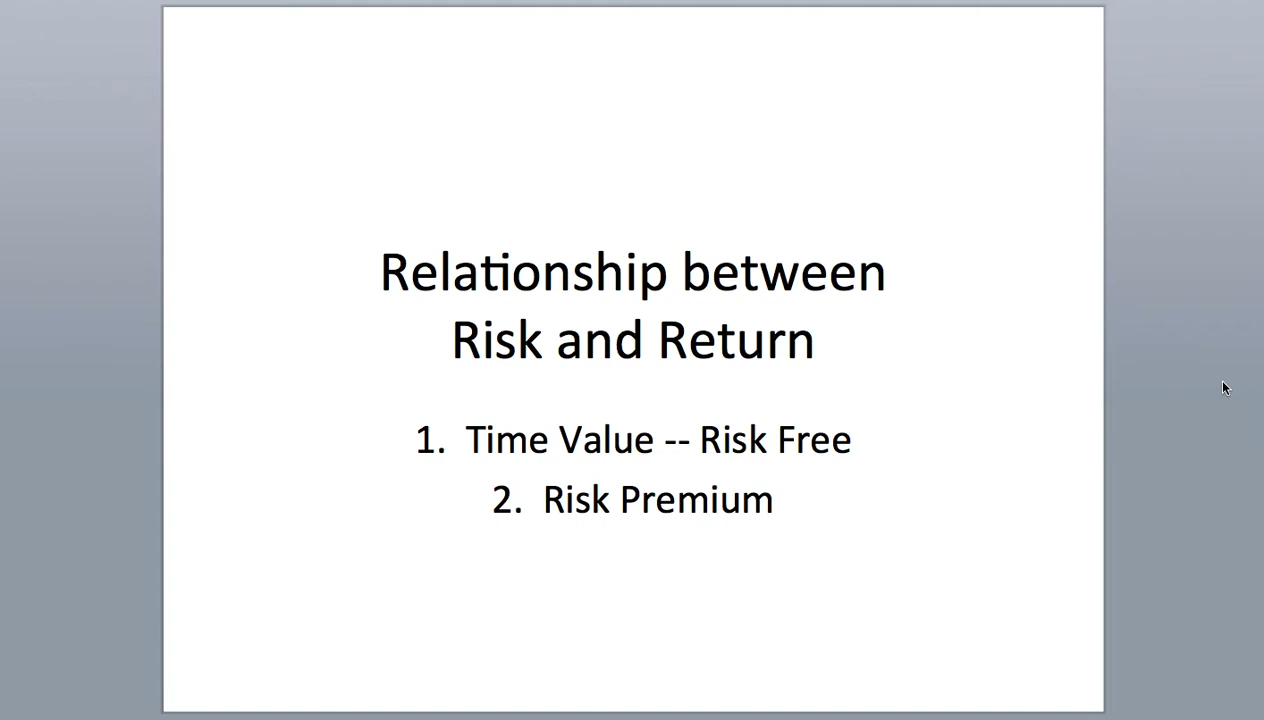 Relationship between
Risk and Return
1. Time Value -- Risk Free
2. Risk Premium